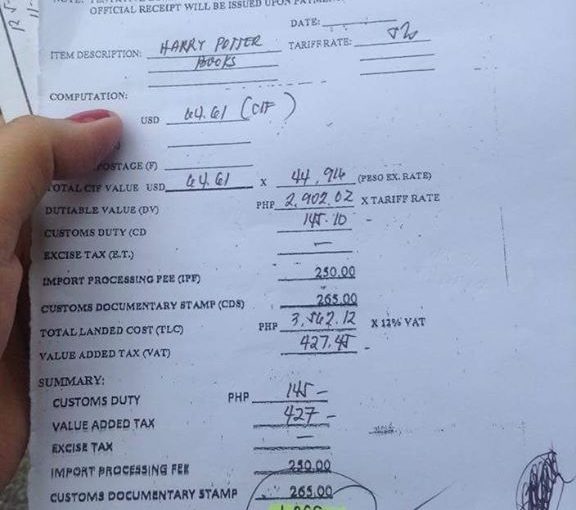 OFFICIAL RECEIPT WILL BE ISSUED UPON PAYMENT
DATE:
ITEM DESCRIPTION: HARRY POTTER BOOKS TARIFF RATE: 5%
COMPUTATION:
USD 64.61 (CIF)
POSTAGE (F)
TOTAL CIF VALUE USD 64.61 X 44.914 (PESO EX. RATE)
DUTIABLE VALUE (DV) PHP 2,902.02 X TARIFF RATE
CUSTOMS DUTY (CD 145.10 -
EXCISE TAX (E.T.) —
IMPORT PROCESSING FEE (IPF) 250.00
CUSTOMS DOCUMENTARY STAMP (CDS) 265.00
TOTAL LANDED COST (TLC) PHP 3,562.12 X 12% VAT
VALUE ADDED TAX (VAT) 427.45 -
SUMMARY:
CUSTOMS DUTY PHP 145 -
VALUE ADDED TAX 427 -
EXCISE TAX —
IMPORT PROCESSING FEE 250.00
CUSTOMS DOCUMENTARY STAMP 265.00